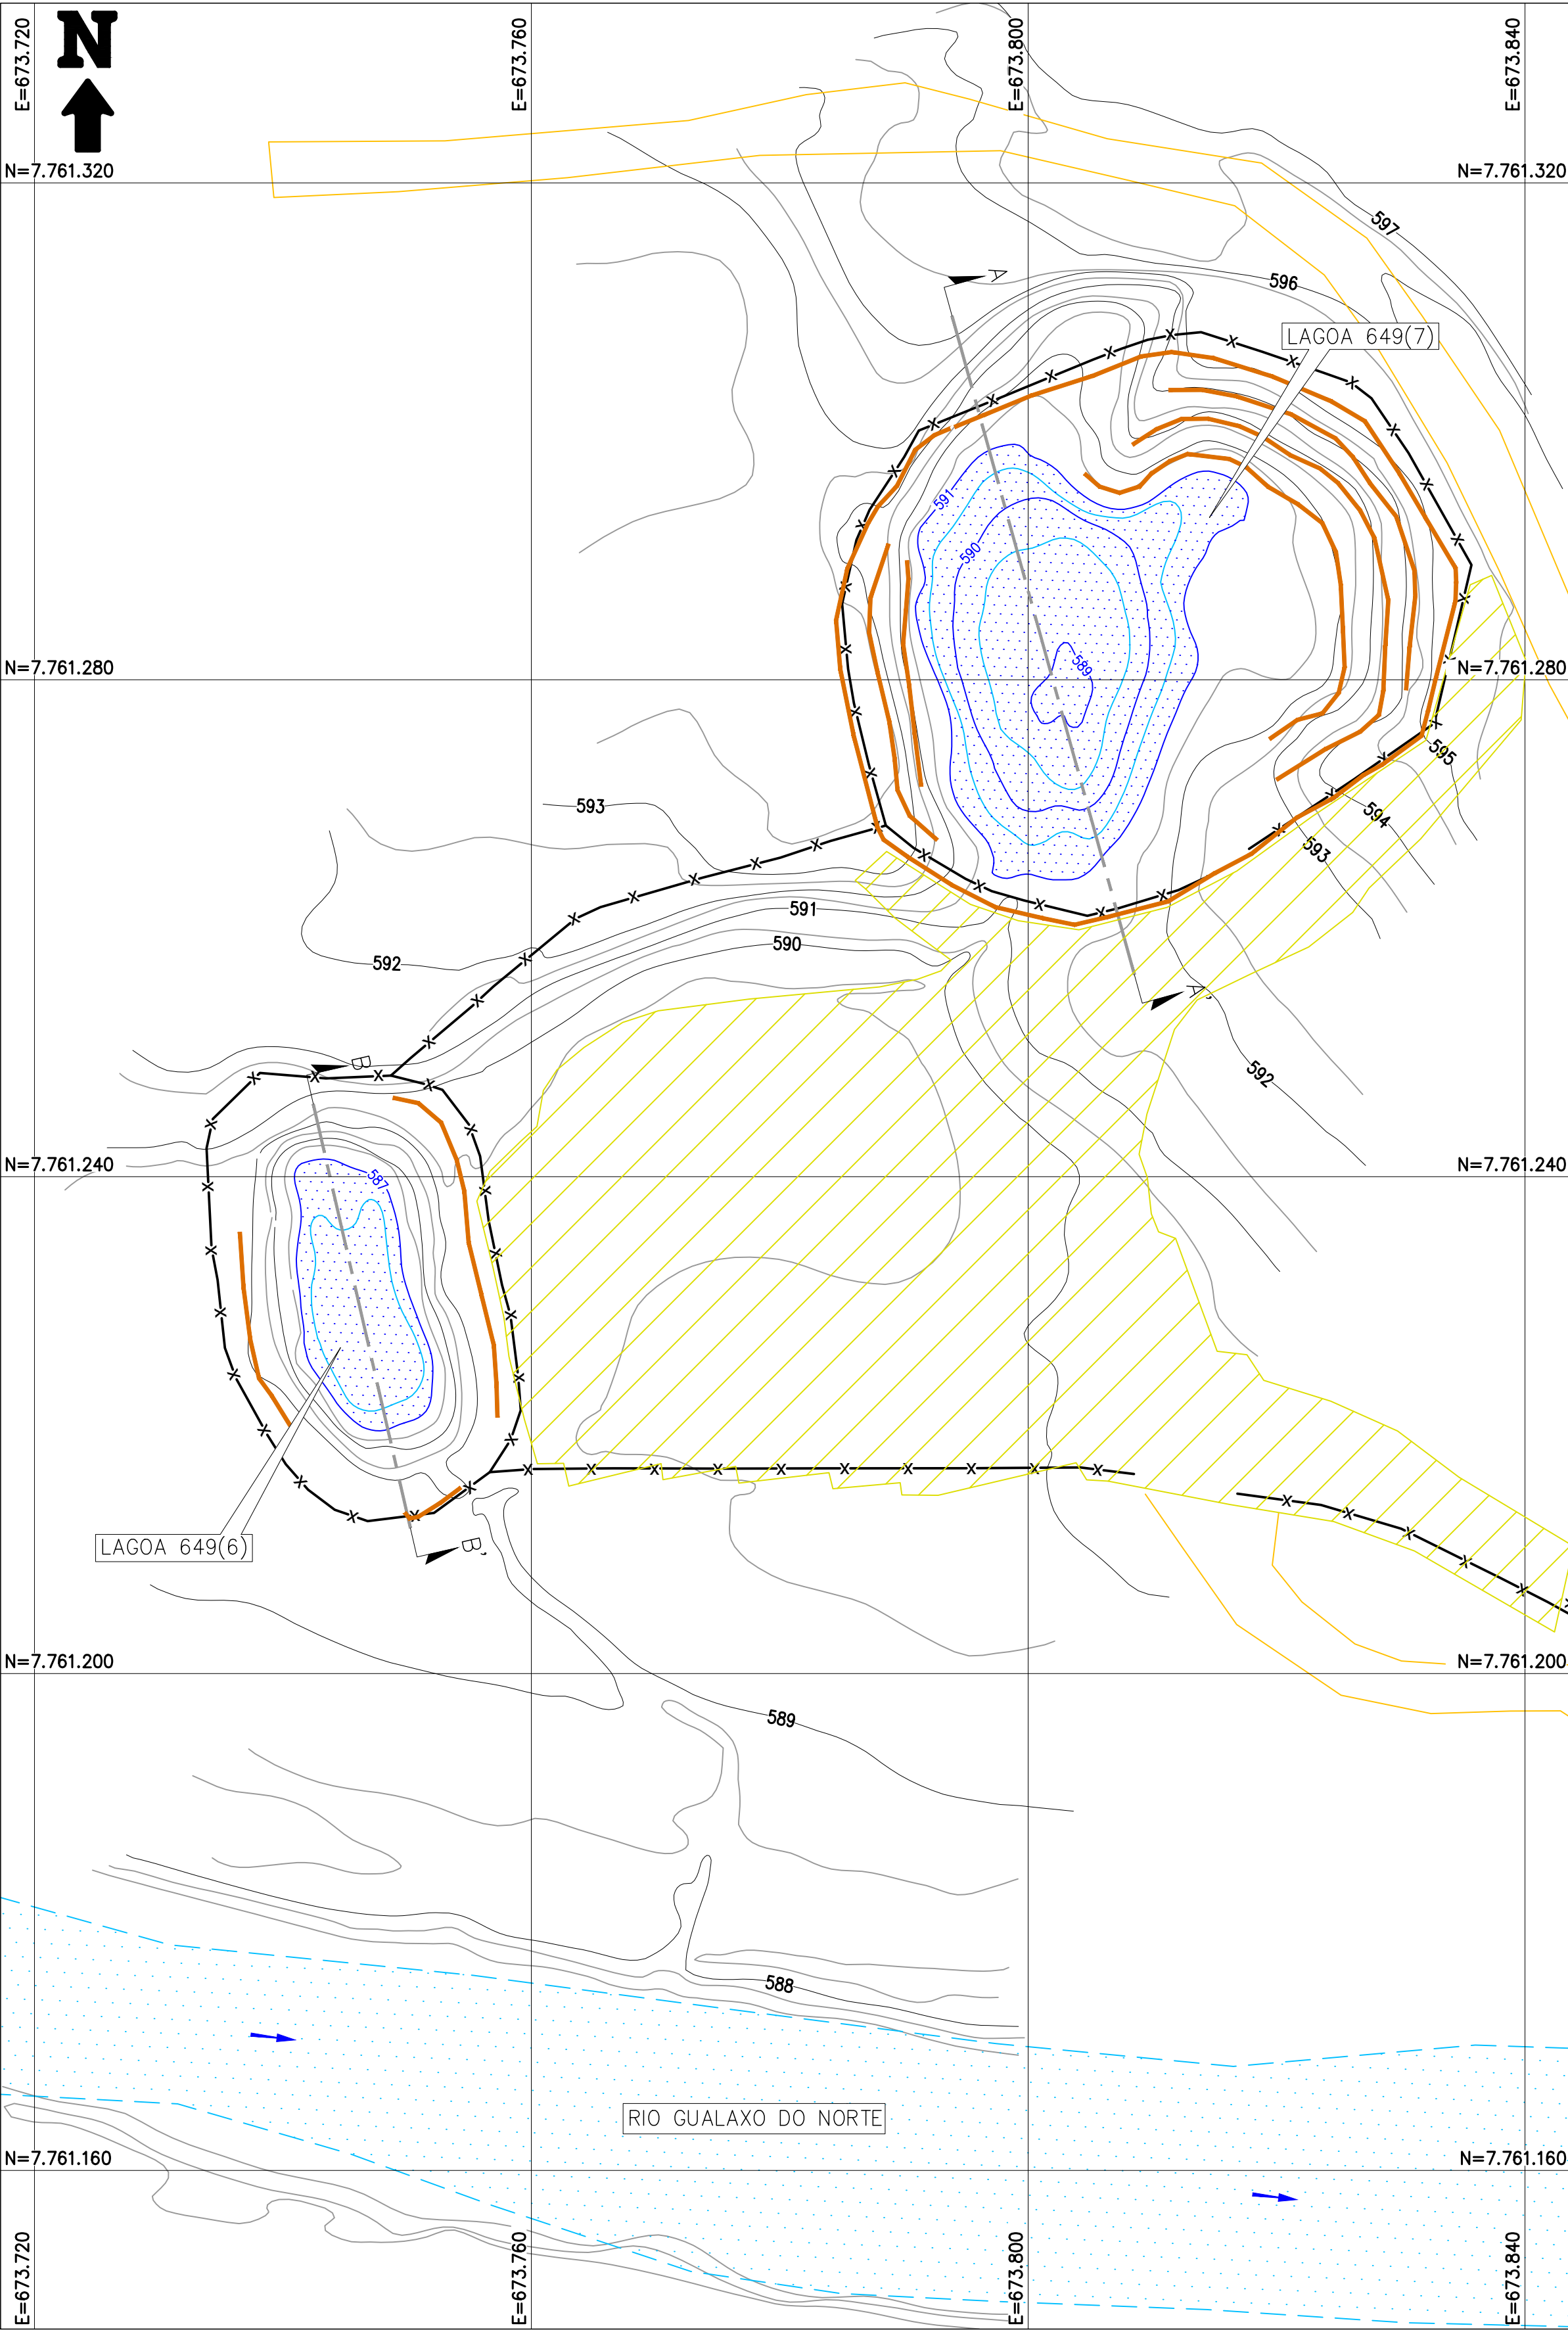 N
E=673.720
E=673.760
E=673.800
E=673.840
N=7.761.320
N=7.761.320
597
596
A
LAGOA 649(7)
591
590
589
N=7.761.280
N=7.761.280
595
593
594
593
591
590
592
A'
592
B
N=7.761.240
587
N=7.761.240
LAGOA 649(6)
B'
N=7.761.200
N=7.761.200
589
588
RIO GUALAXO DO NORTE
N=7.761.160
N=7.761.160
E=673.720
E=673.760
E=673.800
E=673.840